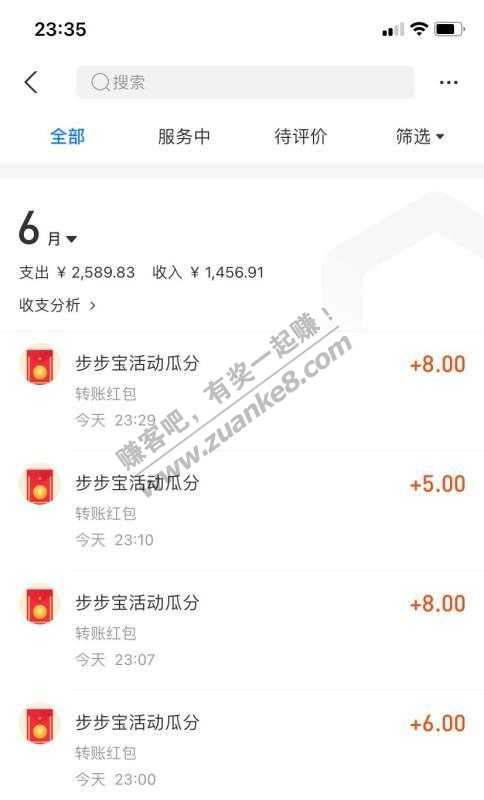 23:35
搜索
全部 服务中 待评价 筛选
6月
支出 ¥ 2,589.83 收入 ¥ 1,456.91
收支分析
步步宝活动瓜分 +8.00
转账红包
今天 23:29
步步宝活动瓜分 +5.00
转账红包
今天 23:10
步步宝活动瓜分 +8.00
转账红包
今天 23:07
步步宝活动瓜分 +6.00
转账红包
今天 23:00
赚客吧，有奖一起赚！
www.zuanke8.com